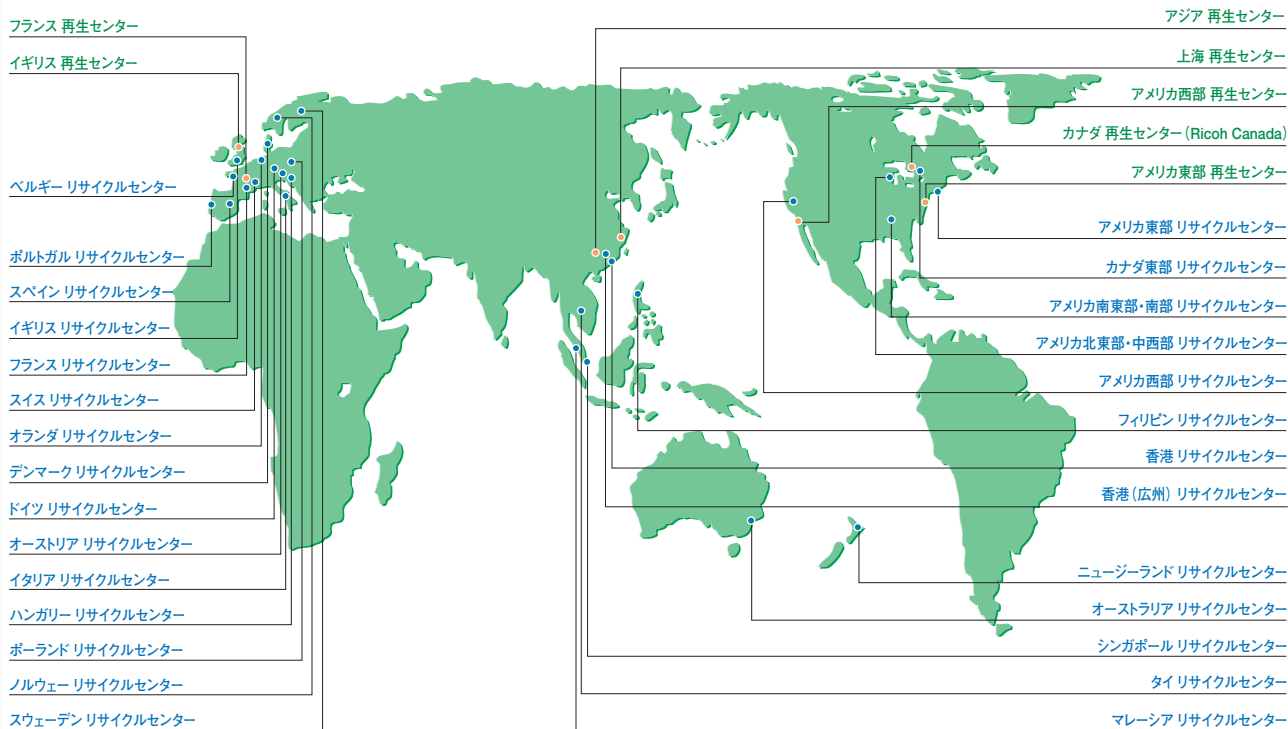 フランス 再生センター
イギリス 再生センター
ベルギー リサイクルセンター
ポルトガル リサイクルセンター
スペイン リサイクルセンター
イギリス リサイクルセンター
フランス リサイクルセンター
スイス リサイクルセンター
オランダ リサイクルセンター
デンマーク リサイクルセンター
ドイツ リサイクルセンター
オーストリア リサイクルセンター
イタリア リサイクルセンター
ハンガリー リサイクルセンター
ポーランド リサイクルセンター
ノルウェー リサイクルセンター
スウェーデン リサイクルセンター
アジア 再生センター
上海 再生センター
アメリカ西部 再生センター
カナダ 再生センター(Ricoh Canada)
アメリカ東部 再生センター
アメリカ東部 リサイクルセンター
カナダ東部 リサイクルセンター
アメリカ南東部・南部 リサイクルセンター
アメリカ北東部・中西部 リサイクルセンター
アメリカ西部 リサイクルセンター
フィリピン リサイクルセンター
香港 リサイクルセンター
香港(広州) リサイクルセンター
ニュージーランド リサイクルセンター
オーストラリア リサイクルセンター
シンガポール リサイクルセンター
タイ リサイクルセンター
マレーシア リサイクルセンター